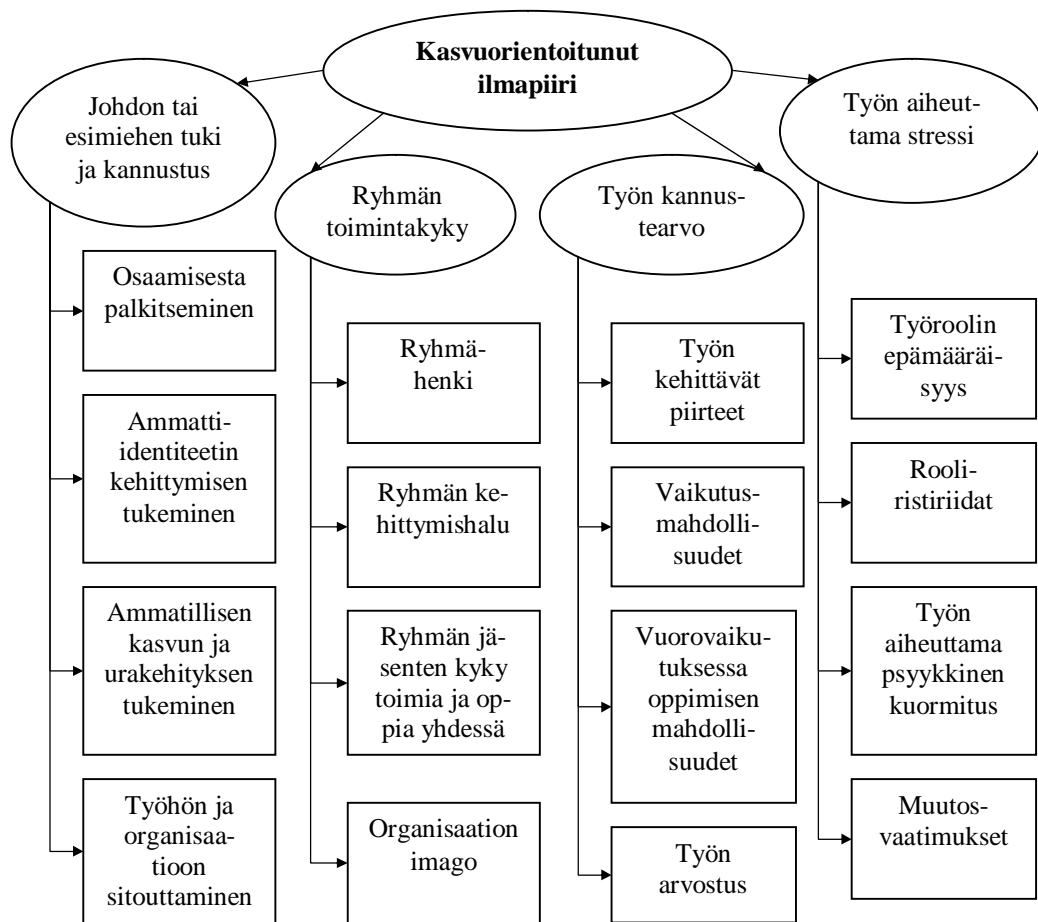 Kasvuorientoitunut
ilmapiiri
Johdon tai
esimiehen tuki
ja kannustus
Osaamisesta
palkitseminen
Ammatti-
identiteetin
kehittymisen
tukeminen
Ammatillisen
kasvun ja
urakehityksen
tukeminen
Työhön ja
organisaa-
tioon
sitouttaminen
Ryhmän
toimintakyky
Ryhmä-
henki
Ryhmän ke-
hittymishalu
Ryhmän jä-
senten kyky
toimia ja op-
pia yhdessä
Organisaation
imago
Työn kannus-
tearvo
Työn
kehittävät
piirteet
Vaikutus-
mahdolli-
suudet
Vuorovaiku-
tuksessa
oppimisen
mahdolli-
suudet
Työn
arvostus
Työn aiheut-
tama stressi
Työroolin
epämääräi-
syys
Rooli-
ristiriidat
Työn
aiheuttama
psyykkinen
kuormitus
Muutos-
vaatimukset